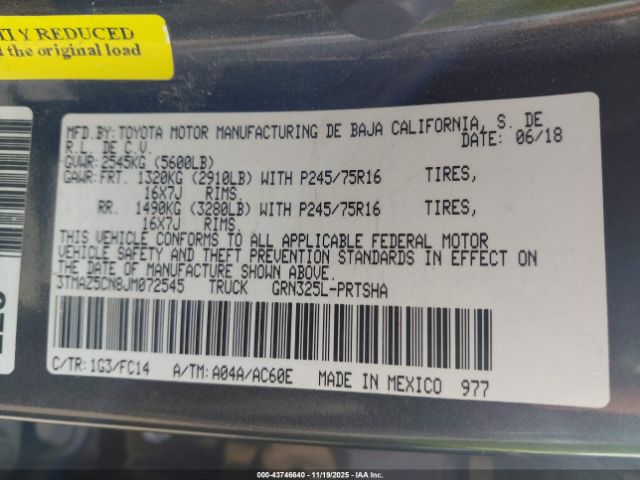 TLY REDUCED
the original load
MFD.BY:TOYOTA MOTOR MANUFACTURING DE BAJA CALIFORNIA, S. DE
R.L. DE C.V. DATE: 06/18
GVWR:2545KG (5600LB)
GAWR:FRT. 1320KG (2910LB) WITH P245/75R16 TIRES,
16X7J RIMS.
RR. 1490KG (3280LB) WITH P245/75R16 TIRES,
16X7J RIMS.
THIS VEHICLE CONFORMS TO ALL APPLICABLE FEDERAL MOTOR
VEHICLE SAFETY AND THEFT PREVENTION STANDARDS IN EFFECT ON
THE DATE OF MANUFACTURE SHOWN ABOVE.
3TMAZ5CN8JM072545 TRUCK GRN325L-PRTSHA
C/TR:1G3/FC14 A/TM:A04A/AC60E MADE IN MEXICO 977
000-43746640 - 11/19/2025 - IAAI.COM